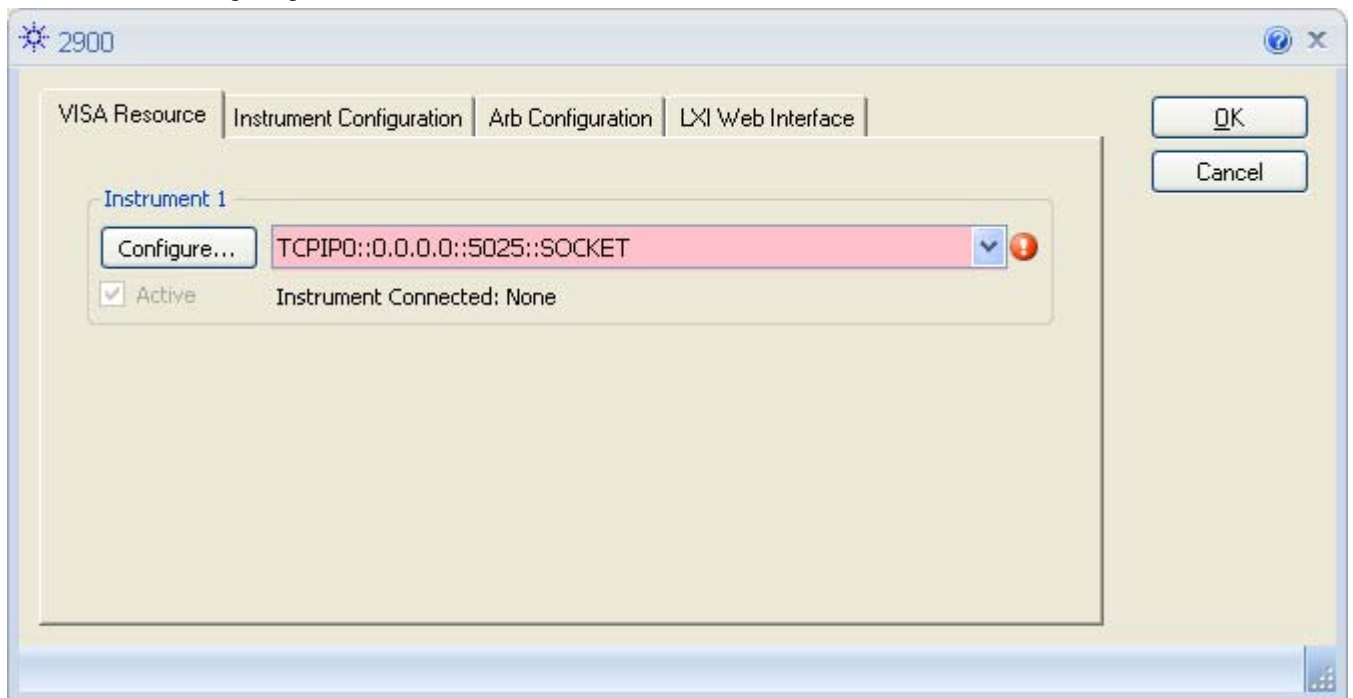 2900
VISA Resource
Instrument Configuration
Arb Configuration
LXI Web Interface
OK
Cancel
Instrument 1
Configure...
TCPIP0::0.0.0.0::5025::SOCKET
Active
Instrument Connected: None